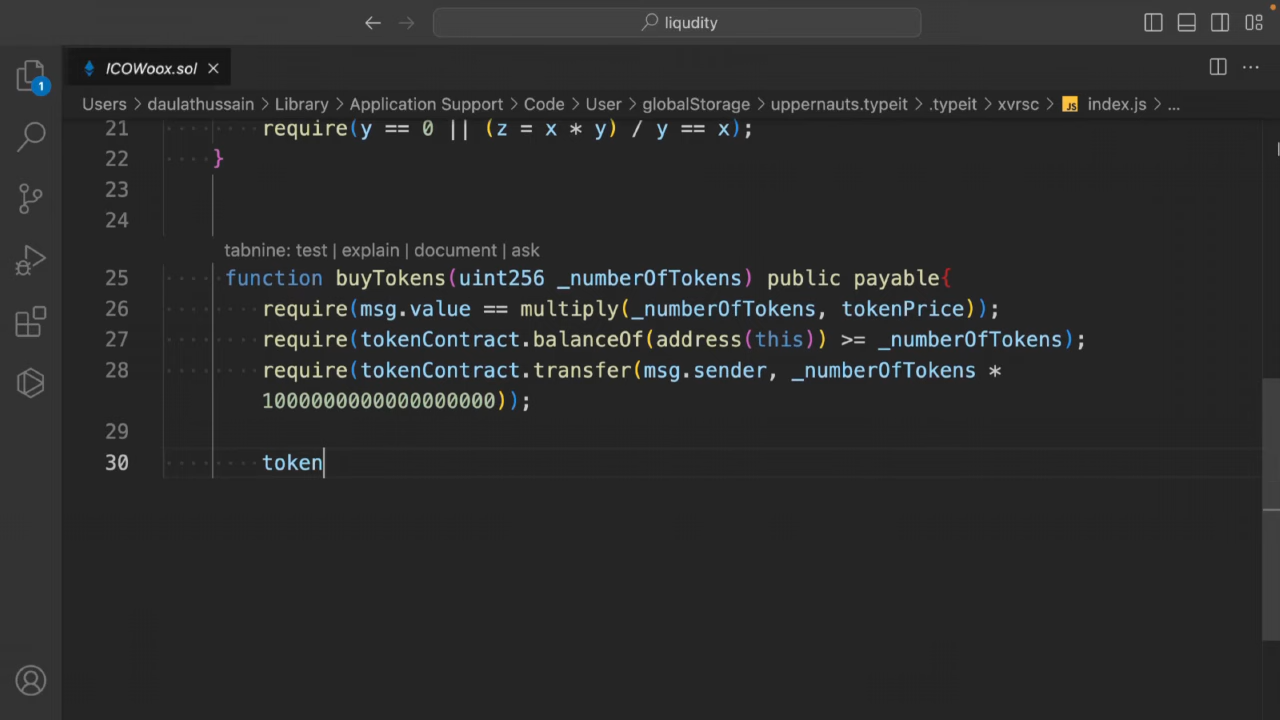 liqudity
ICOWoox.sol
1
Users > daulathussain > Library > Application Support > Code > User > globalStorage > uppernauts.typeit > .typeit > xvrsc > JS index.js > ...
21 require(y == 0 || (z = x * y) / y == x);
22 }
23
24
tabnine: test | explain | document | ask
25 function buyTokens(uint256 _numberOfTokens) public payable{
26 require(msg.value == multiply(_numberOfTokens, tokenPrice));
27 require(tokenContract.balanceOf(address(this)) >= _numberOfTokens);
28 require(tokenContract.transfer(msg.sender, _numberOfTokens *
1000000000000000000));
29
30 token